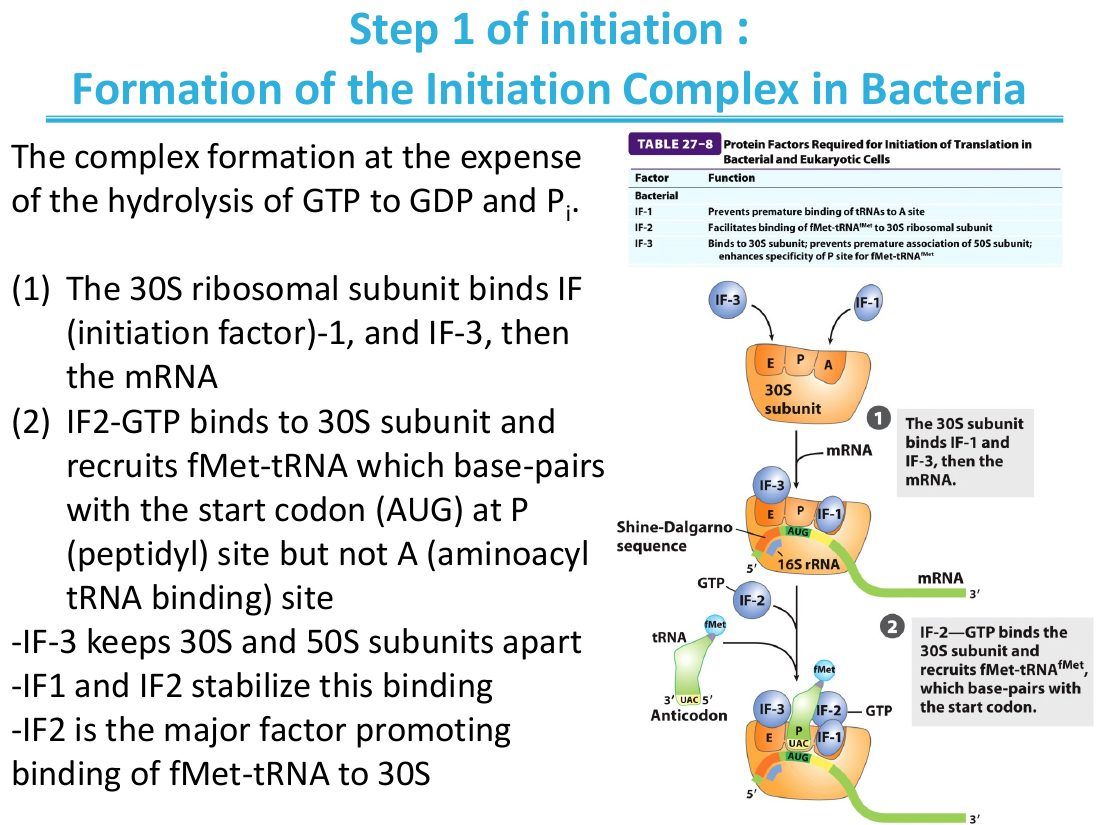 Step 1 of initiation :
Formation of the Initiation Complex in Bacteria
The complex formation at the expense
of the hydrolysis of GTP to GDP and Pi.
(1) The 30S ribosomal subunit binds IF
(initiation factor)-1, and IF-3, then
the mRNA
(2) IF2-GTP binds to 30S subunit and
recruits fMet-tRNA which base-pairs
with the start codon (AUG) at P
(peptidyl) site but not A (aminoacyl
tRNA binding) site
-IF-3 keeps 30S and 50S subunits apart
-IF1 and IF2 stabilize this binding
-IF2 is the major factor promoting
binding of fMet-tRNA to 30S
TABLE 27–8 Protein Factors Required for Initiation of Translation in
Bacterial and Eukaryotic Cells
Factor Function
Bacterial
IF-1 Prevents premature binding of tRNAs to A site
IF-2 Facilitates binding of fMet-tRNAfMet to 30S ribosomal subunit
IF-3 Binds to 30S subunit; prevents premature association of 50S subunit;
enhances specificity of P site for fMet-tRNAfMet
IF-3
IF-1
E P A
30S
subunit
1
The 30S subunit
binds IF-1 and
IF-3, then the
mRNA.
mRNA
IF-3
E P IF-1
AUG
Shine-Dalgarno
sequence
16S rRNA
5′
mRNA
3′
GTP
IF-2
fMet
tRNA
3′ UAC 5′
Anticodon
2
IF-2—GTP binds the
30S subunit and
recruits fMet-tRNAfMet,
which base-pairs with
the start codon.
fMet
IF-3 IF-2 GTP
E P IF-1
UAC
AUG
5′
3′